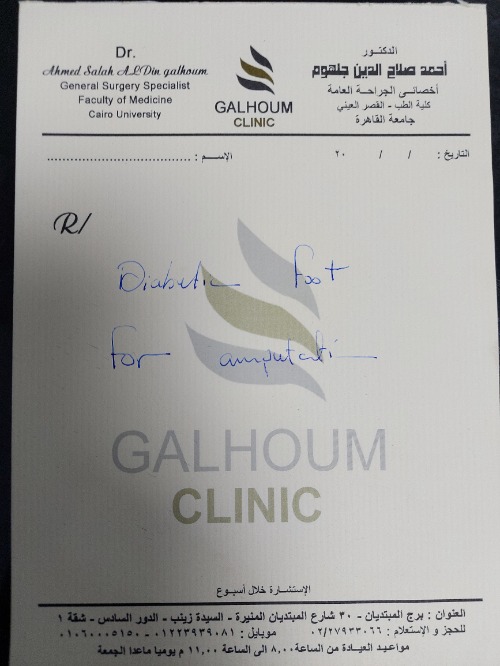 Dr.
Ahmed Salah ALDin galhoum
General Surgery Specialist
Faculty of Medicine
Cairo University
GALHOUM
CLINIC
الدكتور
أحمد صلاح الدين جلهوم
أخصائى الجراحة العامة
كلية الطب - القصر العيني
جامعة القاهرة
التاريخ : / / ٢٠
الإسم : ......................................
R/
Diabetic foot
for amputation
GALHOUM
CLINIC
الإستشارة خلال أسبوع
العنوان : برج المبتديان - ٣٠ شارع المبتديان المنيرة - السيدة زينب - الدور السادس - شقة ١
للحجز و الإستعلام : ٠٢/٢٧٩٣٣٠٦٦ موبايل : ٠١٢٢٣٩٣٩٠٨١ - ٠١٠٦٠٠٠٥١٥٠
مواعيد العيادة من الساعة ٨,٠٠ الى الساعة ١١,٠٠ م يوميا ماعدا الجمعة